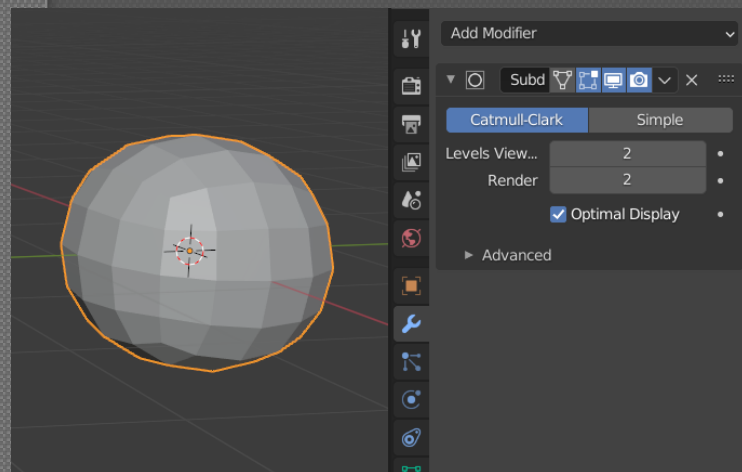 Add Modifier
Subd
Catmull-Clark Simple
Levels View... 2
Render 2
Optimal Display
Advanced